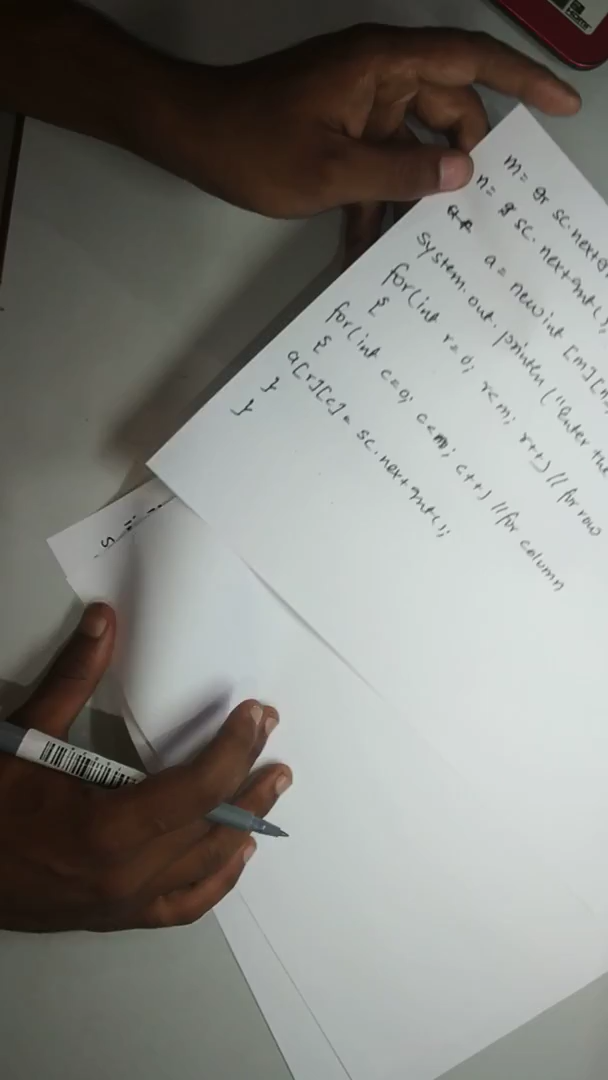 m= sc.next
n= sc.nextInt();
a = new int [m][n
System.out.println("Enter the
for(int r=0; r<m; r++) // for row
{
for(int c=0; c<n; c++) // for column
{
a[r][c] = sc.nextInt();
}
}